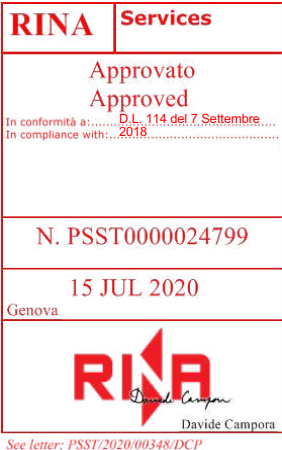 RINA Services
Approvato
Approved
In conformità a:.... D.L. 114 del 7 Settembre
In compliance with:.... 2018
N. PSST0000024799
15 JUL 2020
Genova
RINA
Davide Campora
Davide Campora
See letter: PSST/2020/00348/DCP